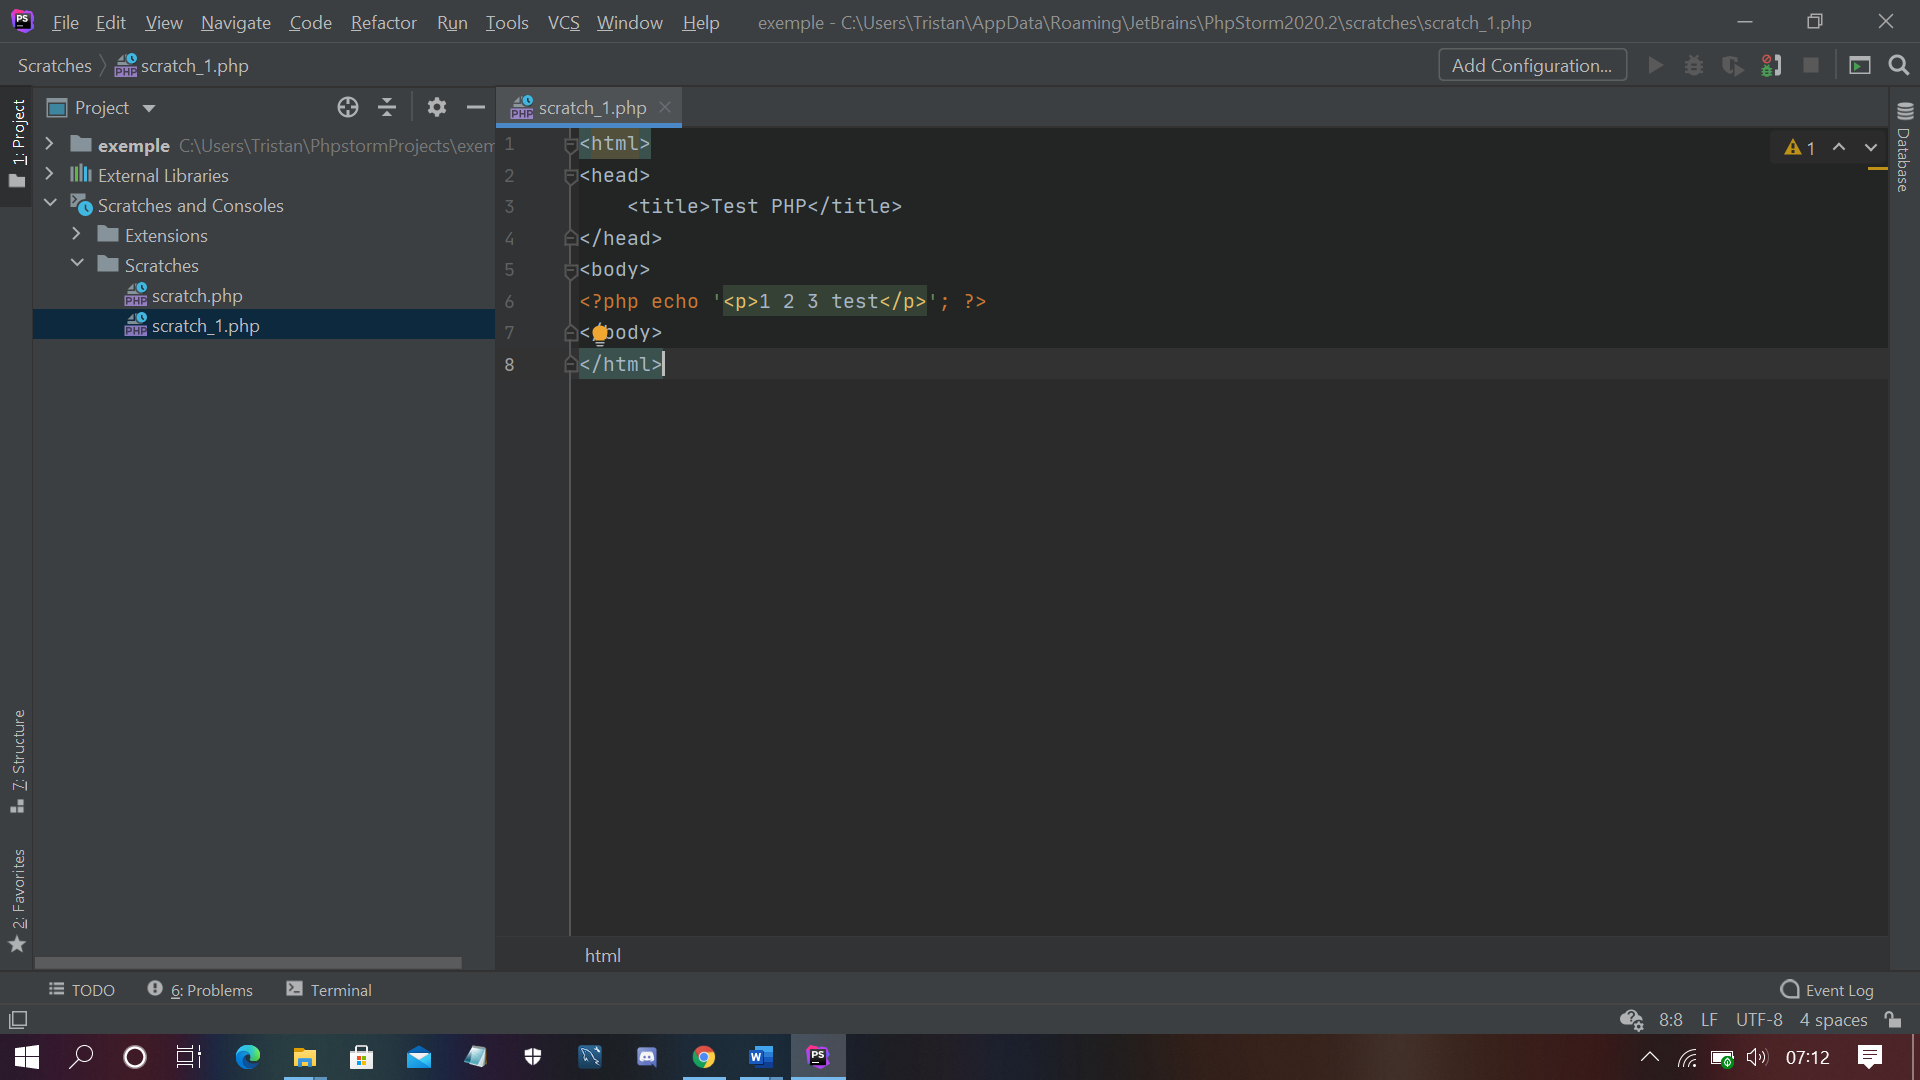 File Edit View Navigate Code Refactor Run Tools VCS Window Help exemple - C:\Users\Tristan\AppData\Roaming\JetBrains\PhpStorm2020.2\scratches\scratch_1.php
Scratches scratch_1.php Add Configuration...
1: Project
Project
exemple C:\Users\Tristan\PhpstormProjects\exem
External Libraries
Scratches and Consoles
Extensions
Scratches
scratch.php
scratch_1.php
7: Structure
2: Favorites
scratch_1.php
1 <html>
2 <head>
3     <title>Test PHP</title>
4 </head>
5 <body>
6 <?php echo '<p>1 2 3 test</p>'; ?>
7 </body>
8 </html>
1
Database
html
TODO 6: Problems Terminal Event Log
8:8 LF UTF-8 4 spaces
07:12